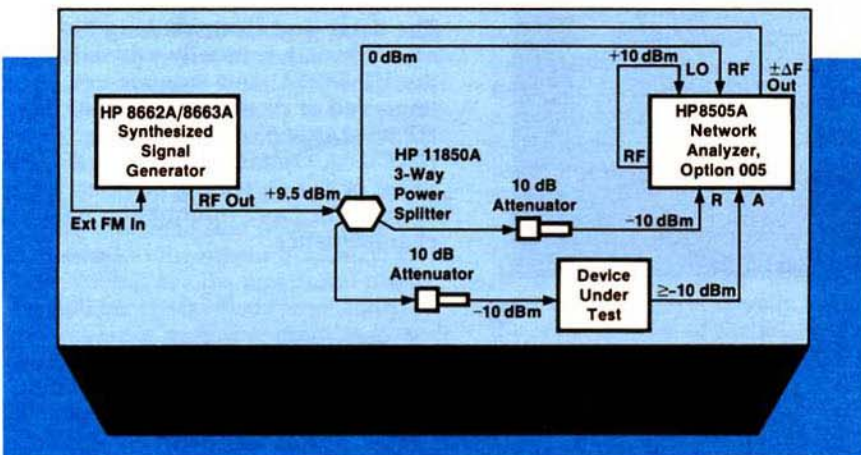 0 dBm
+10 dBm
LO
RF
±ΔF
Out
HP 8662A/8663A
Synthesized
Signal
Generator
HP8505A
Network
Analyzer,
Option 005
RF
HP 11850A
3-Way
Power
Splitter
RF Out
+9.5 dBm
Ext FM In
10 dB
Attenuator
−10 dBm
R
A
10 dB
Attenuator
−10 dBm
Device
Under
Test
≥-10 dBm